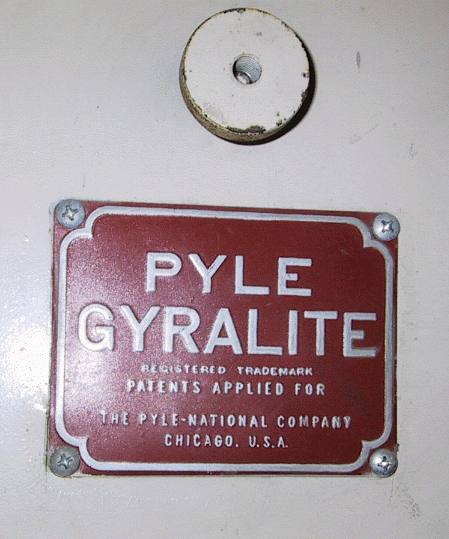 PYLE
GYRALITE
REGISTERED TRADEMARK
PATENTS APPLIED FOR
THE PYLE-NATIONAL COMPANY
CHICAGO, U.S.A.